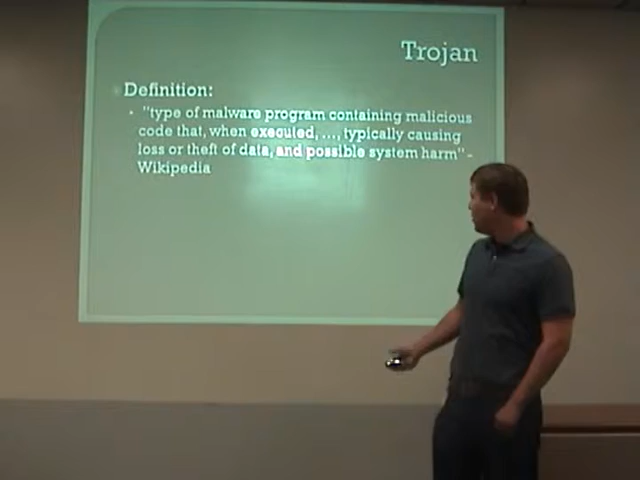 Trojan
Definition:
"type of malware program containing malicious
code that, when executed, ..., typically causing
loss or theft of data, and possible system harm" -
Wikipedia